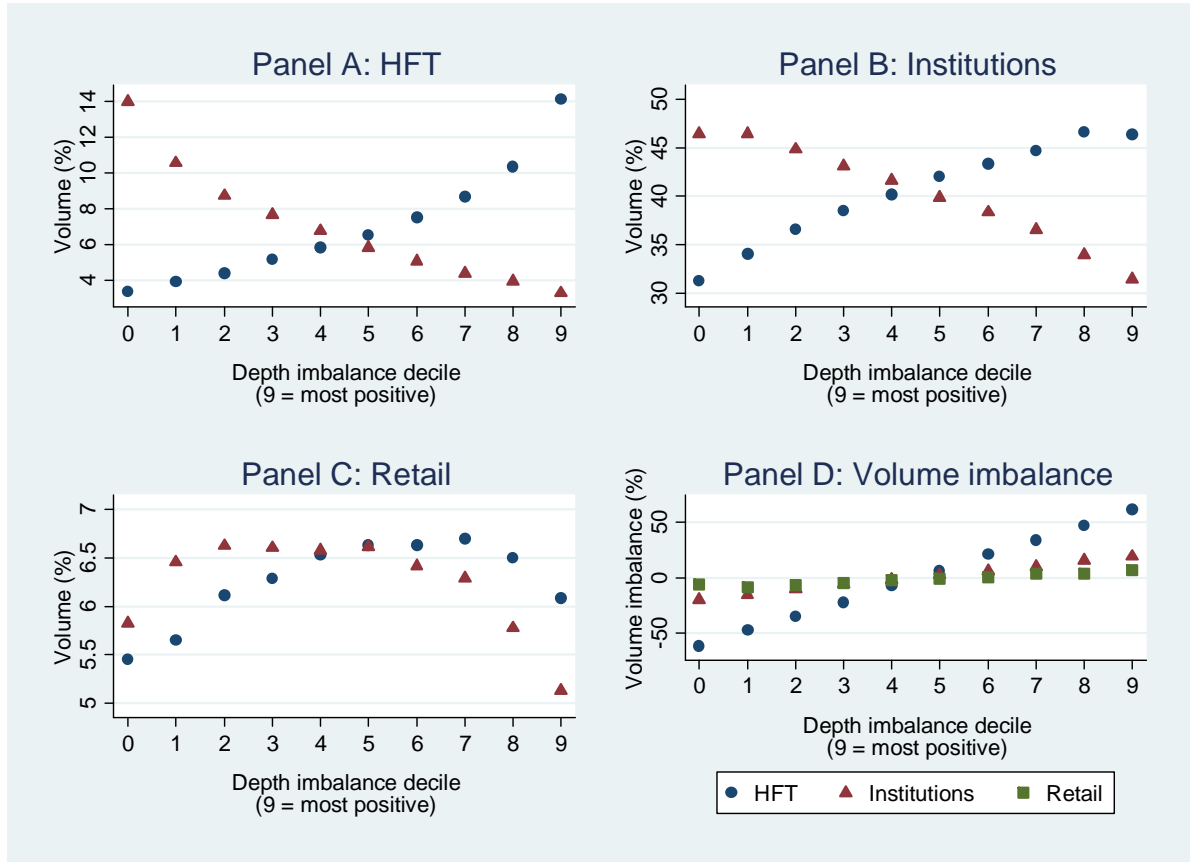 Panel A: HFT
Volume (%)
14
12
10
8
6
4
0 1 2 3 4 5 6 7 8 9
Depth imbalance decile
(9 = most positive)
Panel B: Institutions
Volume (%)
50
45
40
35
30
0 1 2 3 4 5 6 7 8 9
Depth imbalance decile
(9 = most positive)
Panel C: Retail
Volume (%)
7
6.5
6
5.5
5
0 1 2 3 4 5 6 7 8 9
Depth imbalance decile
(9 = most positive)
Panel D: Volume imbalance
Volume imbalance (%)
50
0
-50
0 1 2 3 4 5 6 7 8 9
Depth imbalance decile
(9 = most positive)
HFT Institutions Retail